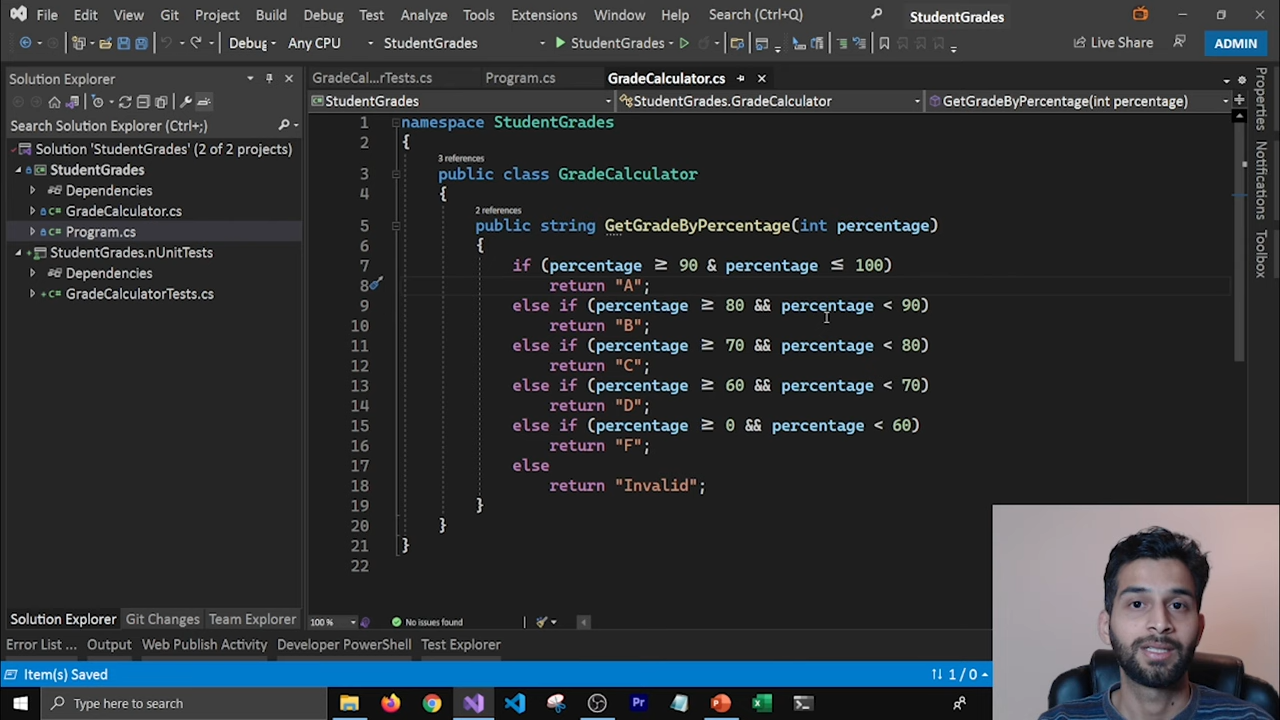 File Edit View Git Project Build Debug Test Analyze Tools Extensions Window Help Search (Ctrl+Q) StudentGrades
Debug Any CPU StudentGrades StudentGrades Live Share ADMIN
Solution Explorer
Search Solution Explorer (Ctrl+;)
Solution 'StudentGrades' (2 of 2 projects)
StudentGrades
Dependencies
GradeCalculator.cs
Program.cs
StudentGrades.nUnitTests
Dependencies
GradeCalculatorTests.cs
Solution Explorer Git Changes Team Explorer
GradeCal...rTests.cs Program.cs GradeCalculator.cs
StudentGrades StudentGrades.GradeCalculator GetGradeByPercentage(int percentage)
1 namespace StudentGrades
2 {
3 references
3 public class GradeCalculator
4 {
2 references
5 public string GetGradeByPercentage(int percentage)
6 {
7 if (percentage ≥ 90 & percentage ≤ 100)
8 return "A";
9 else if (percentage ≥ 80 && percentage < 90)
10 return "B";
11 else if (percentage ≥ 70 && percentage < 80)
12 return "C";
13 else if (percentage ≥ 60 && percentage < 70)
14 return "D";
15 else if (percentage ≥ 0 && percentage < 60)
16 return "F";
17 else
18 return "Invalid";
19 }
20 }
21 }
22
100 % No issues found
Properties
Notifications
Toolbox
Error List ... Output Web Publish Activity Developer PowerShell Test Explorer
Item(s) Saved 1 / 0
Type here to search